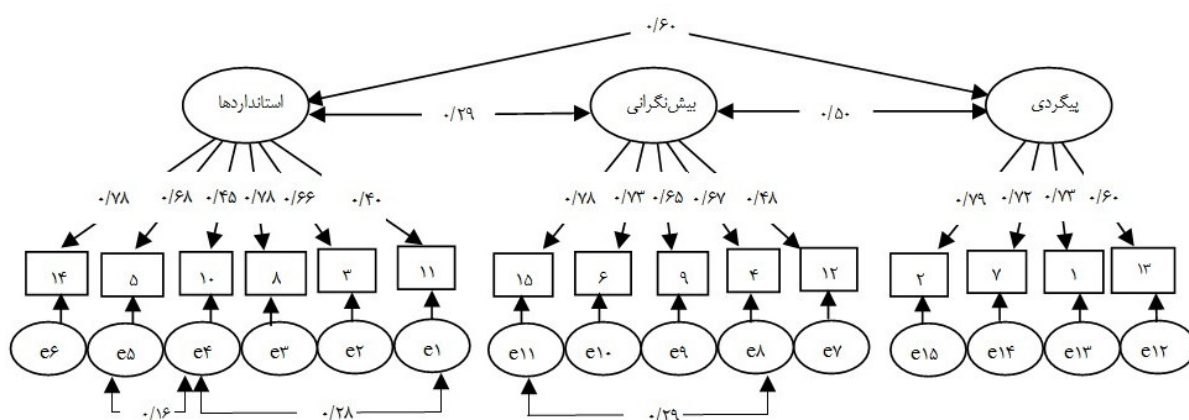 ۰/۶۰
استانداردها
بیش‌نگرانی
پیگردی
۰/۲۹
۰/۵۰
۰/۷۸ ۰/۶۸ ۰/۴۵ ۰/۷۸ ۰/۶۶ ۰/۴۰
۰/۷۸ ۰/۷۳ ۰/۶۵ ۰/۶۷ ۰/۴۸
۰/۷۹ ۰/۷۲ ۰/۷۳ ۰/۶۰
۱۴ ۵ ۱۰ ۸ ۳ ۱۱
۱۵ ۶ ۹ ۴ ۱۲
۲ ۷ ۱ ۱۳
e۶ e۵ e۴ e۳ e۲ e۱
e۱۱ e۱۰ e۹ e۸ e۷
e۱۵ e۱۴ e۱۳ e۱۲
۰/۱۶ ۰/۲۸ ۰/۲۹